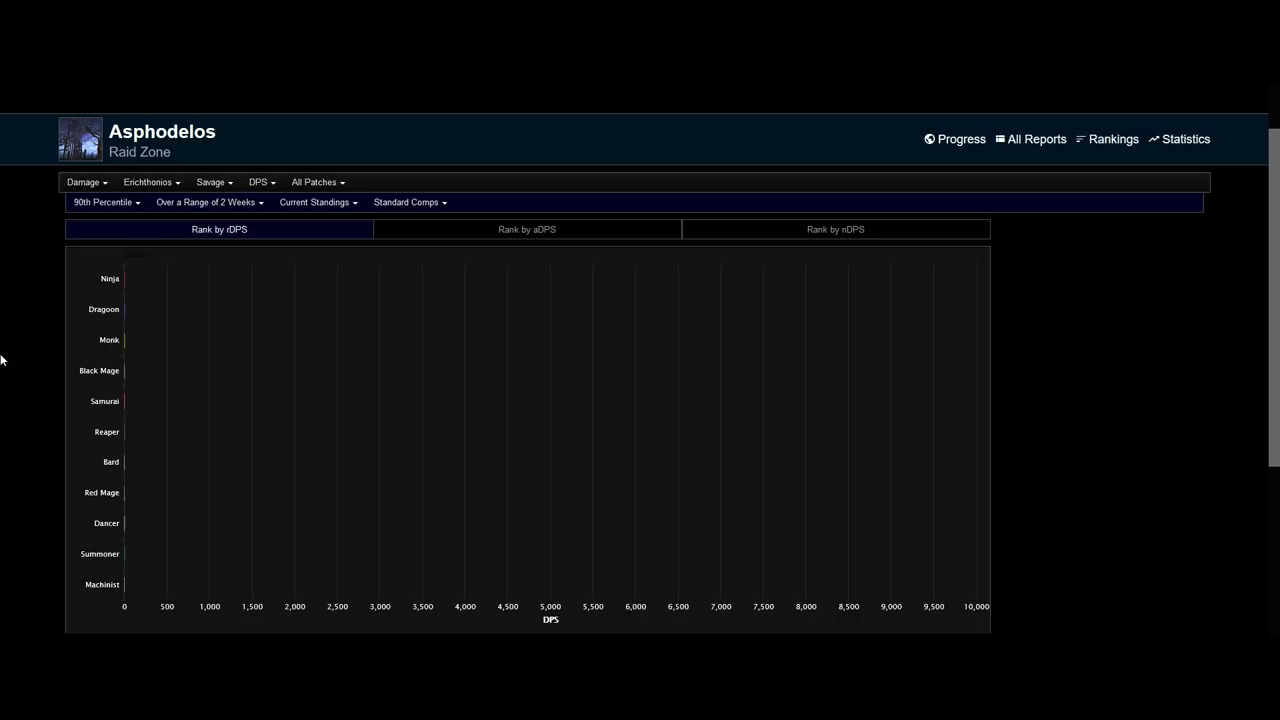 Asphodelos
Raid Zone
Progress All Reports Rankings Statistics
Damage Erichthonios Savage DPS All Patches
90th Percentile Over a Range of 2 Weeks Current Standings Standard Comps
Rank by rDPS Rank by aDPS Rank by nDPS
Ninja
Dragoon
Monk
Black Mage
Samurai
Reaper
Bard
Red Mage
Dancer
Summoner
Machinist
0 500 1,000 1,500 2,000 2,500 3,000 3,500 4,000 4,500 5,000 5,500 6,000 6,500 7,000 7,500 8,000 8,500 9,000 9,500 10,000
DPS